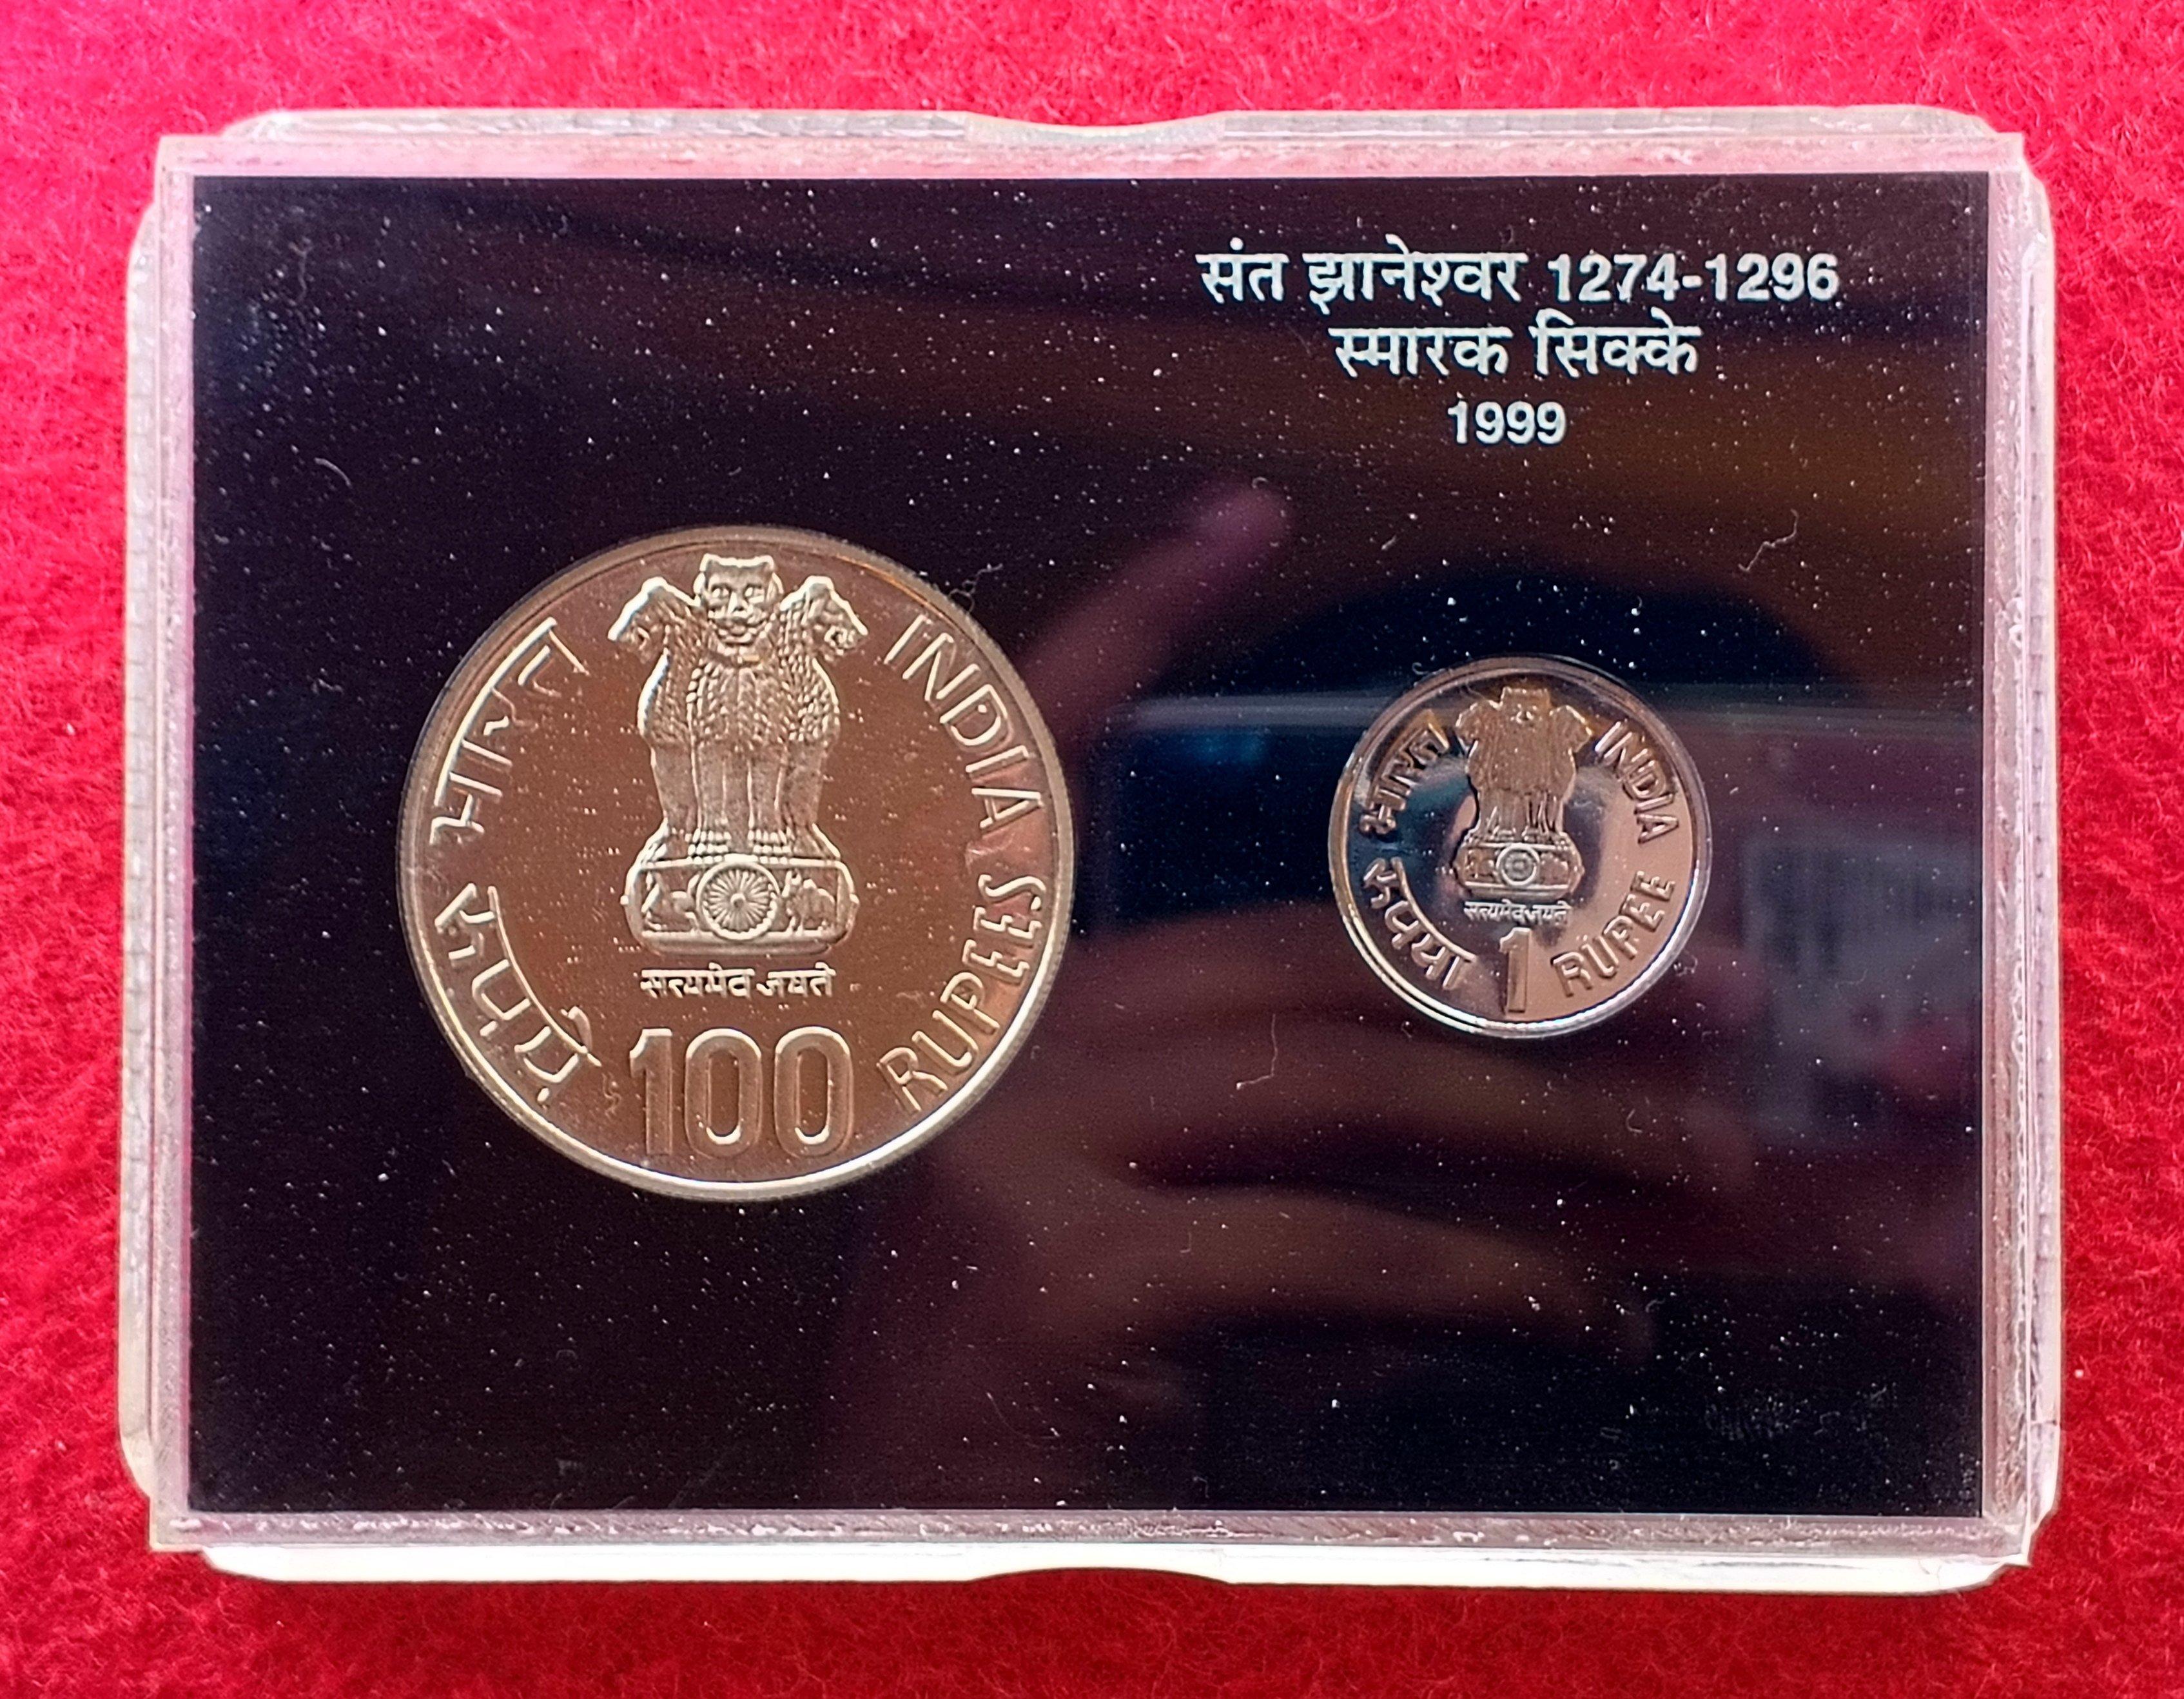 संत झानेश्वर 1274-1296
स्मारक सिक्के
1999
भारत
INDIA
रूपये
RUPEES
सत्यमेव जयते
100
भारत
INDIA
रूपया
RUPEE
सत्यमेव जयते
1